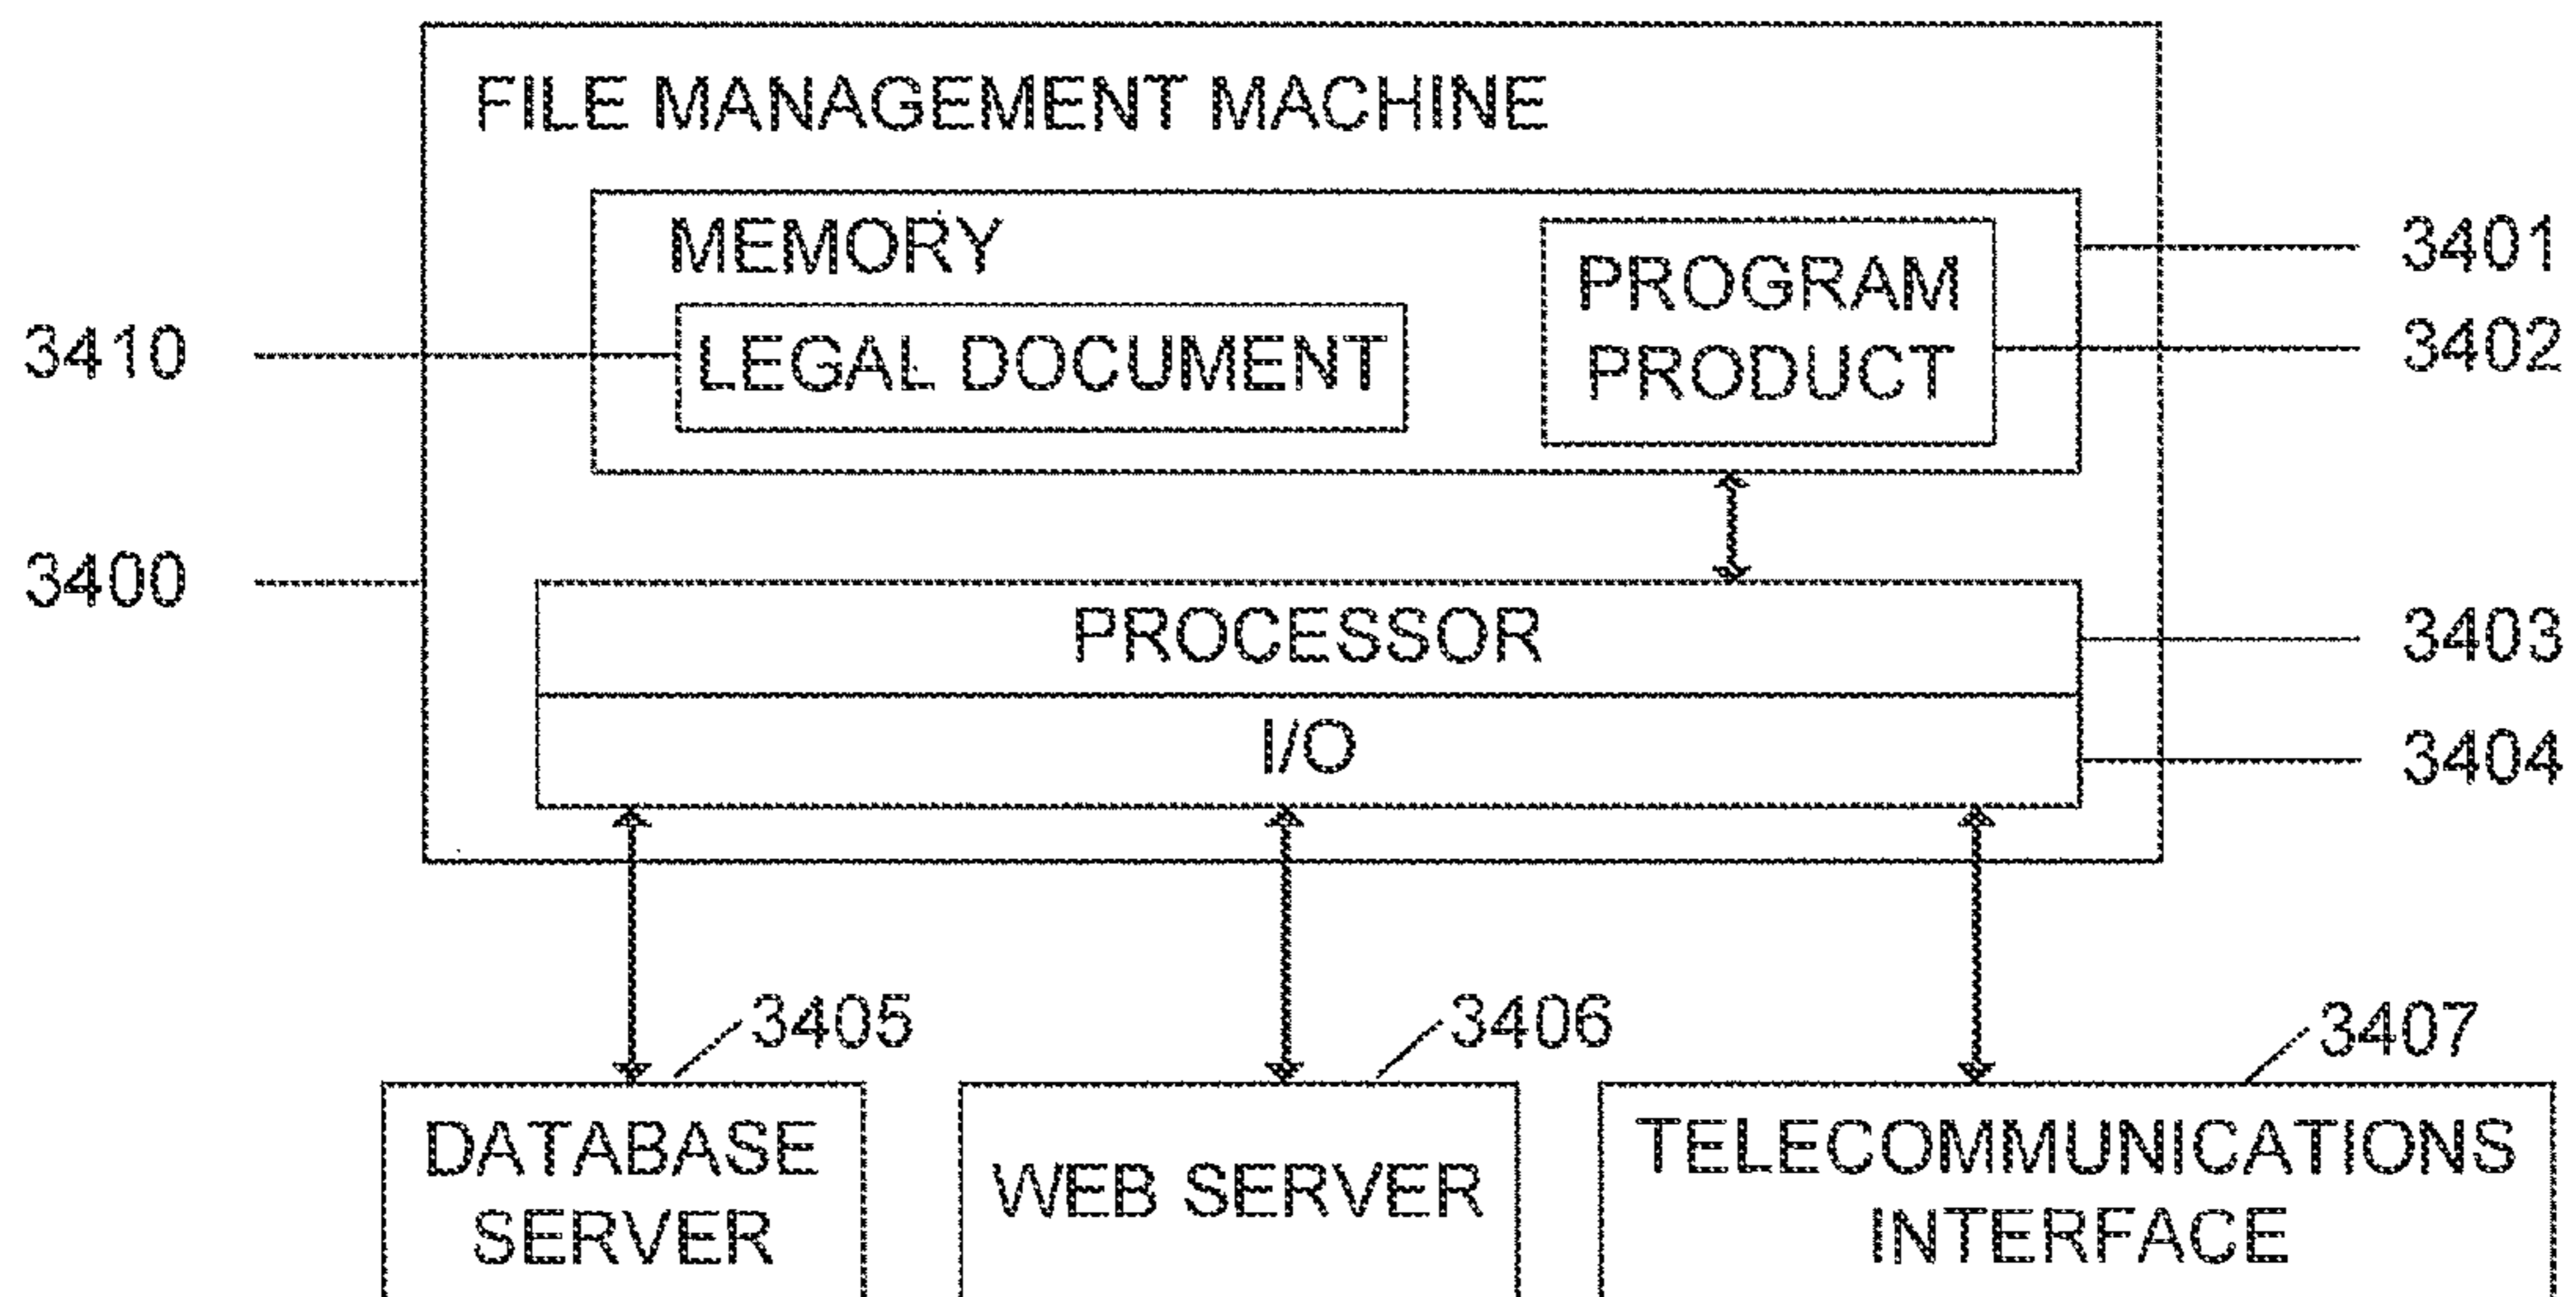 FILE MANAGEMENT MACHINE
MEMORY
PROGRAM
PRODUCT
LEGAL DOCUMENT
3401
3402
3410
3400
PROCESSOR
3403
I/O
3404
3405
3406
3407
DATABASE
SERVER
WEB SERVER
TELECOMMUNICATIONS
INTERFACE